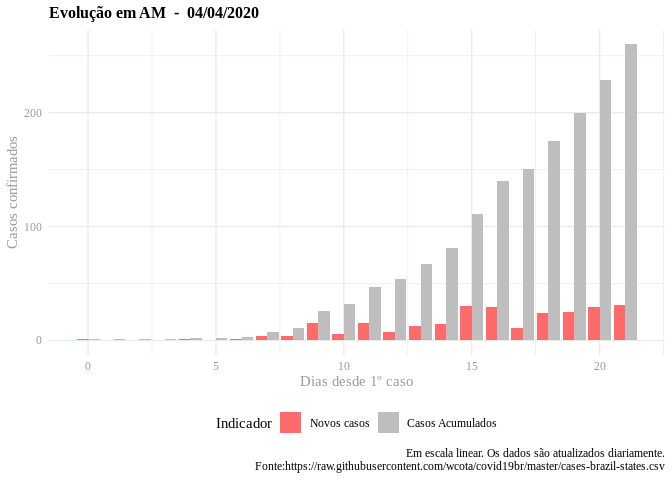 Evolução em AM  -  04/04/2020
Casos confirmados
200
100
0
0
5
10
15
20
Dias desde 1º caso
Indicador
Novos casos
Casos Acumulados
Em escala linear. Os dados são atualizados diariamente.
Fonte:https://raw.githubusercontent.com/wcota/covid19br/master/cases-brazil-states.csv